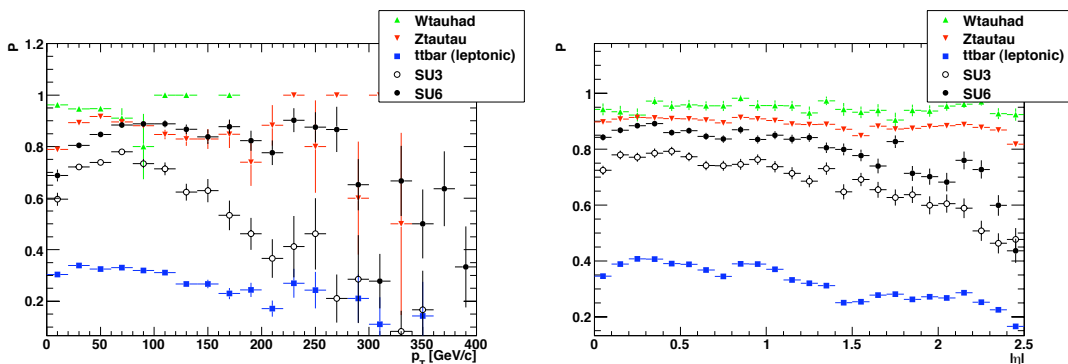 P
1.2
1
0.8
0.6
0.4
0.2
0 50 100 150 200 250 300 350 400
p_T [GeV/c]
Wtauhad
Ztautau
ttbar (leptonic)
SU3
SU6
P
1
0.8
0.6
0.4
0.2
0 0.5 1 1.5 2 2.5
|η|
Wtauhad
Ztautau
ttbar (leptonic)
SU3
SU6